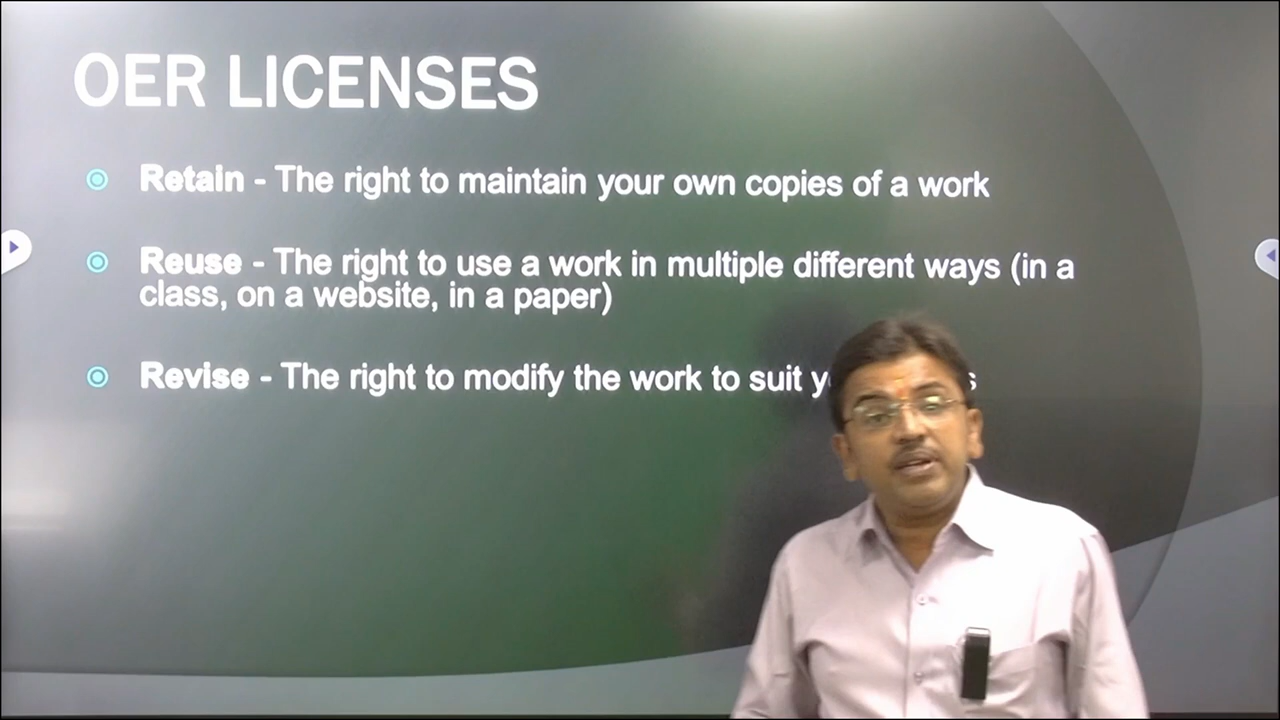 OER LICENSES
Retain - The right to maintain your own copies of a work
Reuse - The right to use a work in multiple different ways (in a
class, on a website, in a paper)
Revise - The right to modify the work to suit